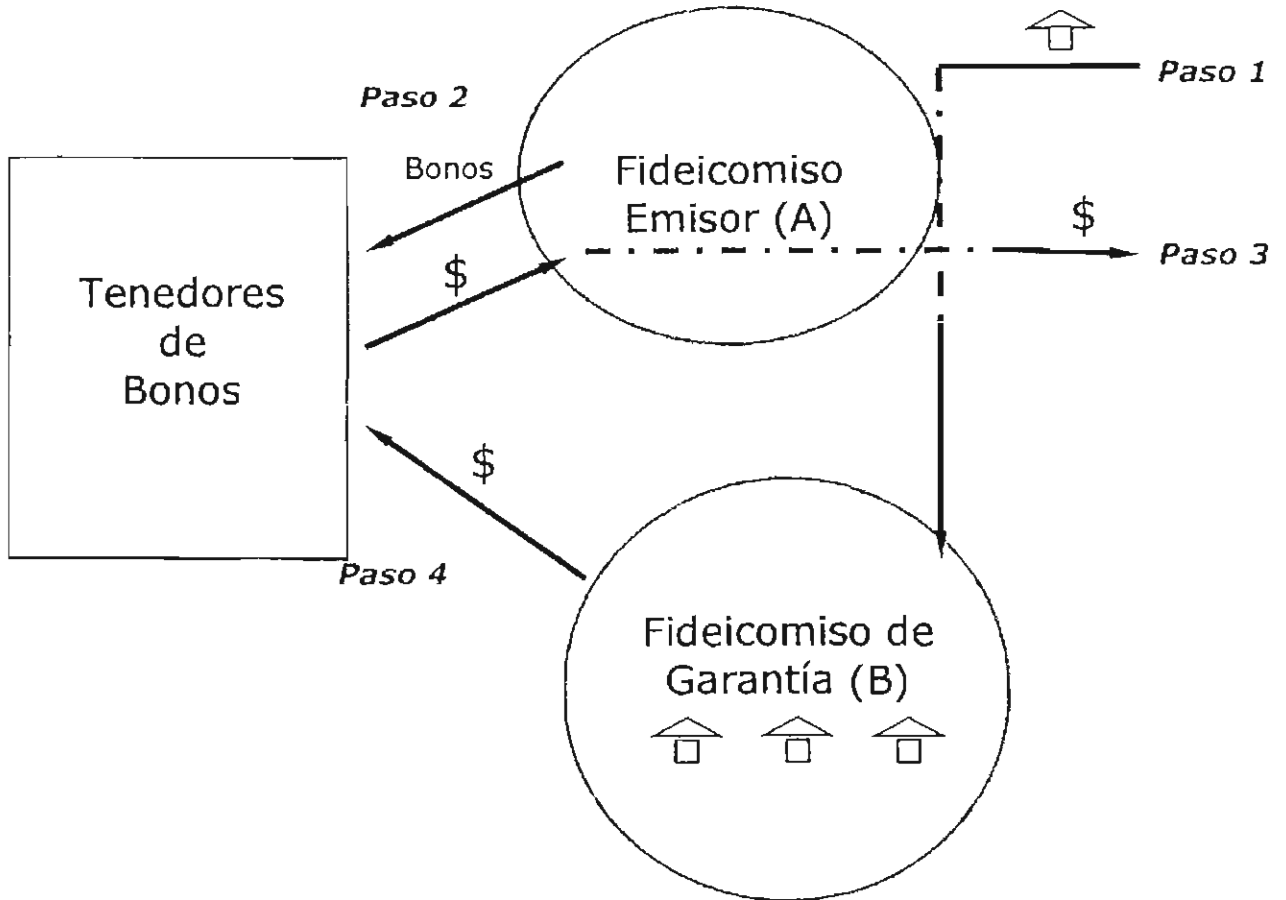 Paso 1
Paso 2
Bonos
Fideicomiso
Emisor (A)
$
Paso 3
$
Tenedores
de
Bonos
$
Paso 4
Fideicomiso de
Garantía (B)